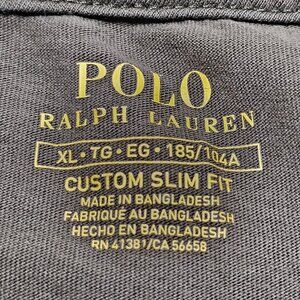 POLO
RALPH LAUREN
XL • TG • EG • 185/104A
CUSTOM SLIM FIT
MADE IN BANGLADESH
FABRIQUÉ AU BANGLADESH
HECHO EN BANGLADESH
RN 41381/CA 56658